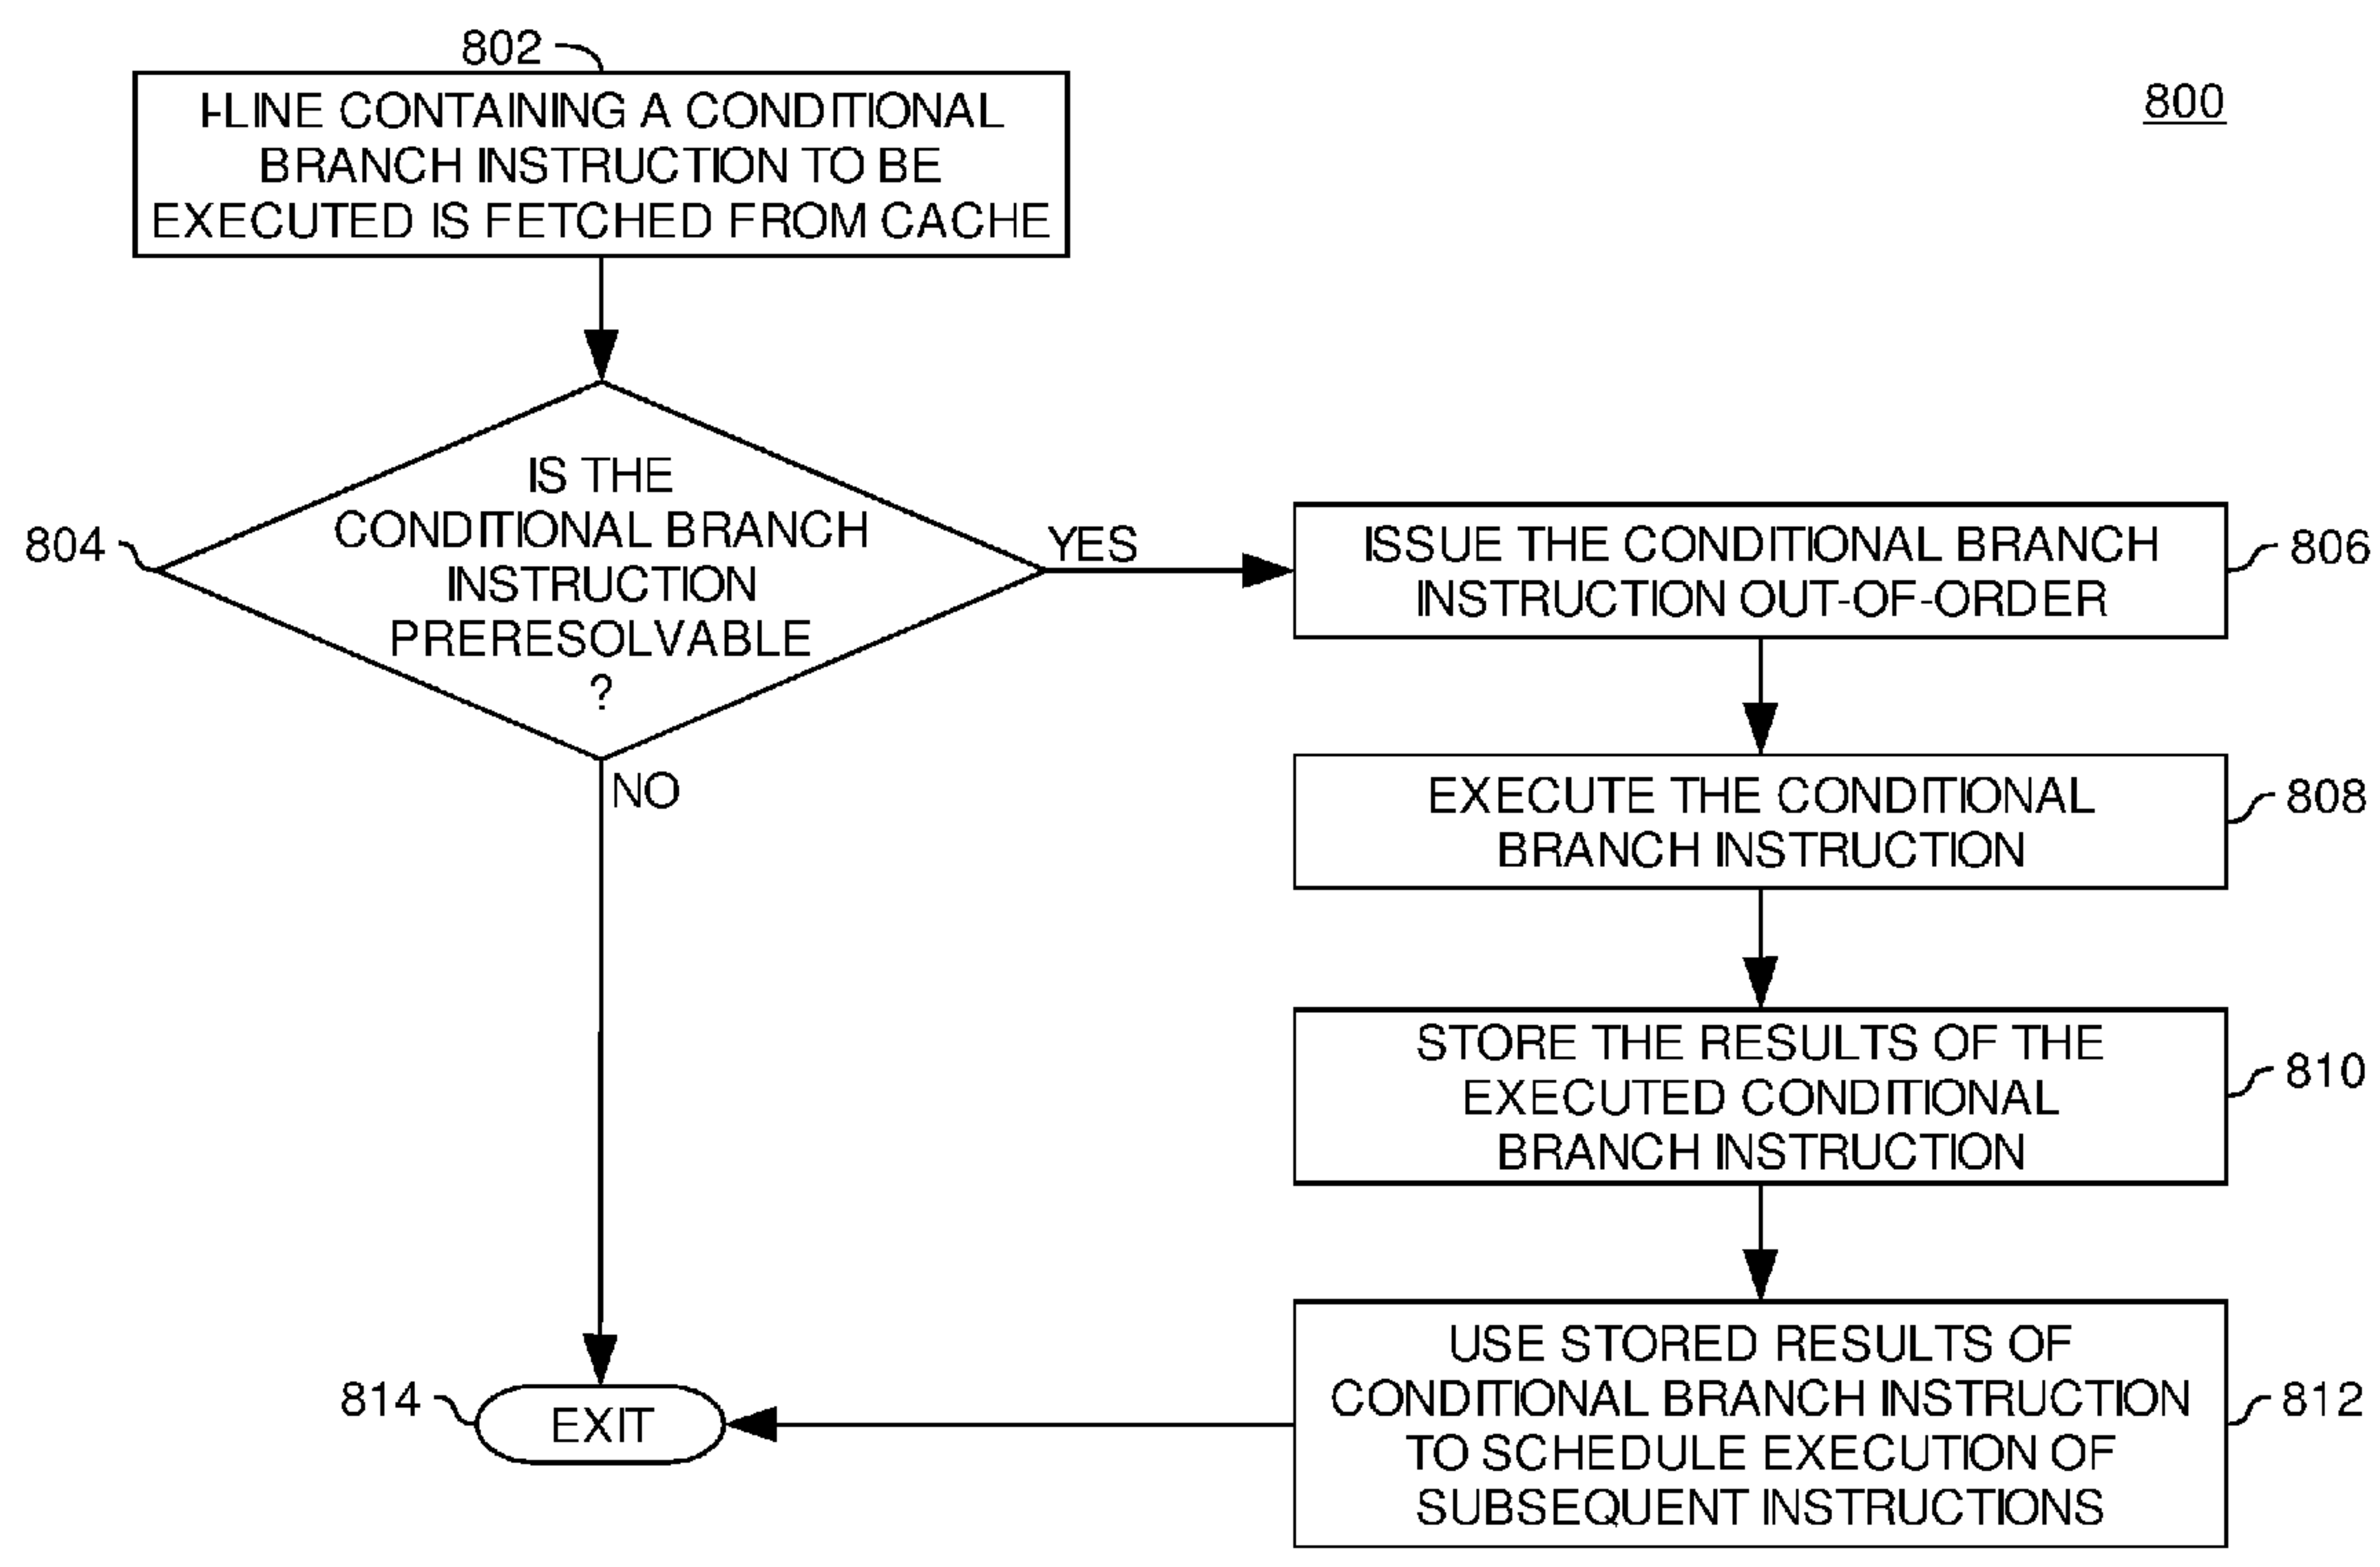 802
800
I-LINE CONTAINING A CONDITIONAL
BRANCH INSTRUCTION TO BE
EXECUTED IS FETCHED FROM CACHE
804
IS THE
CONDITIONAL BRANCH
INSTRUCTION
PRERESOLVABLE
?
YES
NO
ISSUE THE CONDITIONAL BRANCH
INSTRUCTION OUT-OF-ORDER
806
EXECUTE THE CONDITIONAL
BRANCH INSTRUCTION
808
STORE THE RESULTS OF THE
EXECUTED CONDITIONAL
BRANCH INSTRUCTION
810
USE STORED RESULTS OF
CONDITIONAL BRANCH INSTRUCTION
TO SCHEDULE EXECUTION OF
SUBSEQUENT INSTRUCTIONS
812
814
EXIT